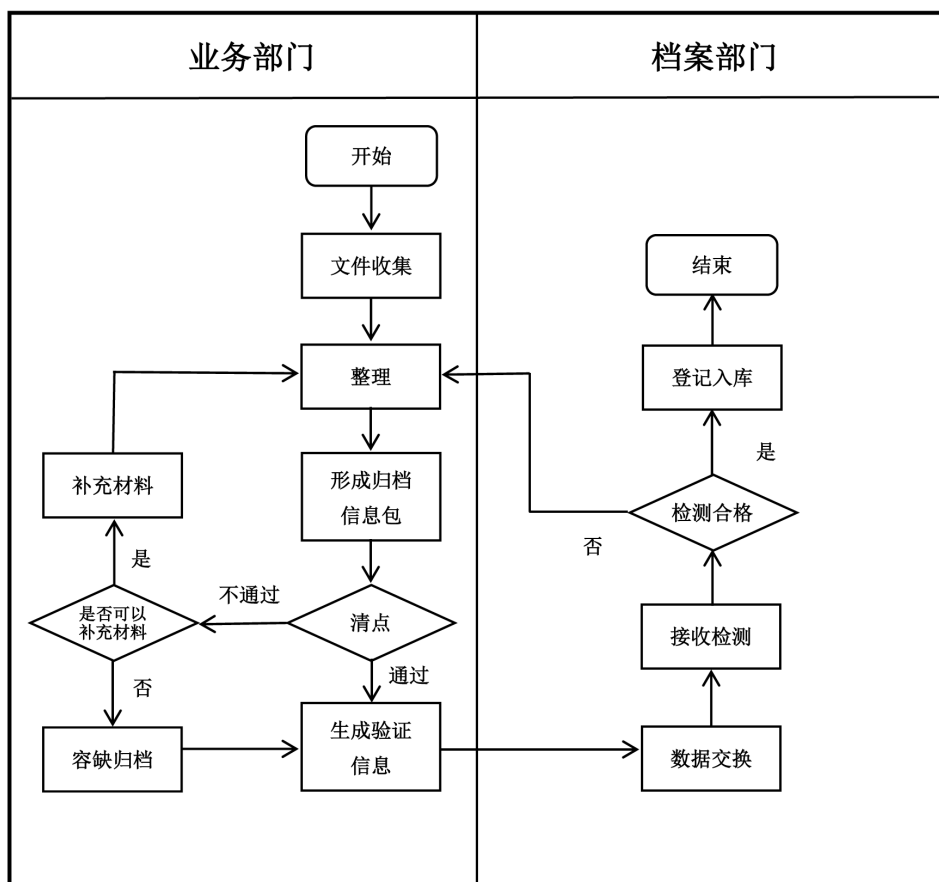 业务部门
档案部门
开始
文件收集
整理
形成归档
信息包
清点
不通过
通过
是否可以
补充材料
是
否
补充材料
容缺归档
生成验证
信息
数据交换
接收检测
检测合格
否
是
登记入库
结束